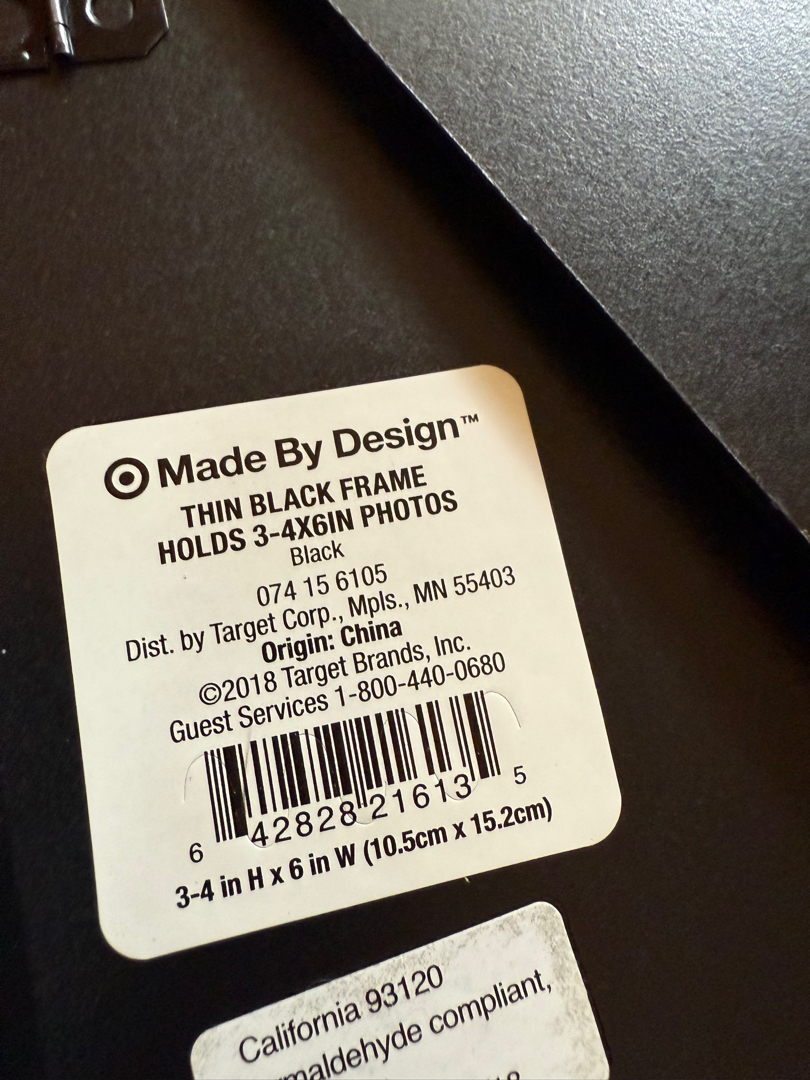 Made By Design™
THIN BLACK FRAME
HOLDS 3-4X6IN PHOTOS
Black
074 15 6105
Dist. by Target Corp., Mpls., MN 55403
Origin: China
©2018 Target Brands, Inc.
Guest Services 1-800-440-0680
6 42828 21613 5
3-4 in H x 6 in W (10.5cm x 15.2cm)
California 93120
maldehyde compliant,